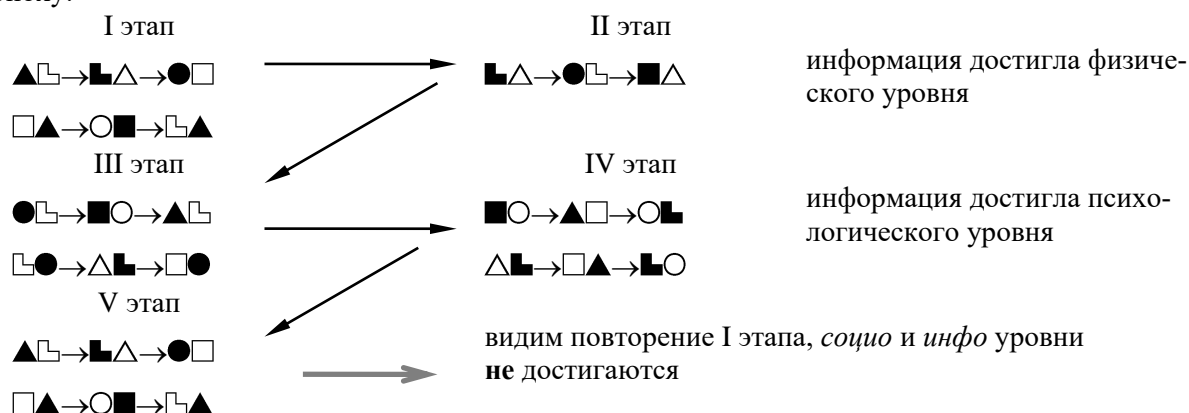 I этап
II этап
информация достигла физиче-
ского уровня
III этап
IV этап
информация достигла психо-
логического уровня
V этап
видим повторение I этапа, социо и инфо уровни
не достигаются